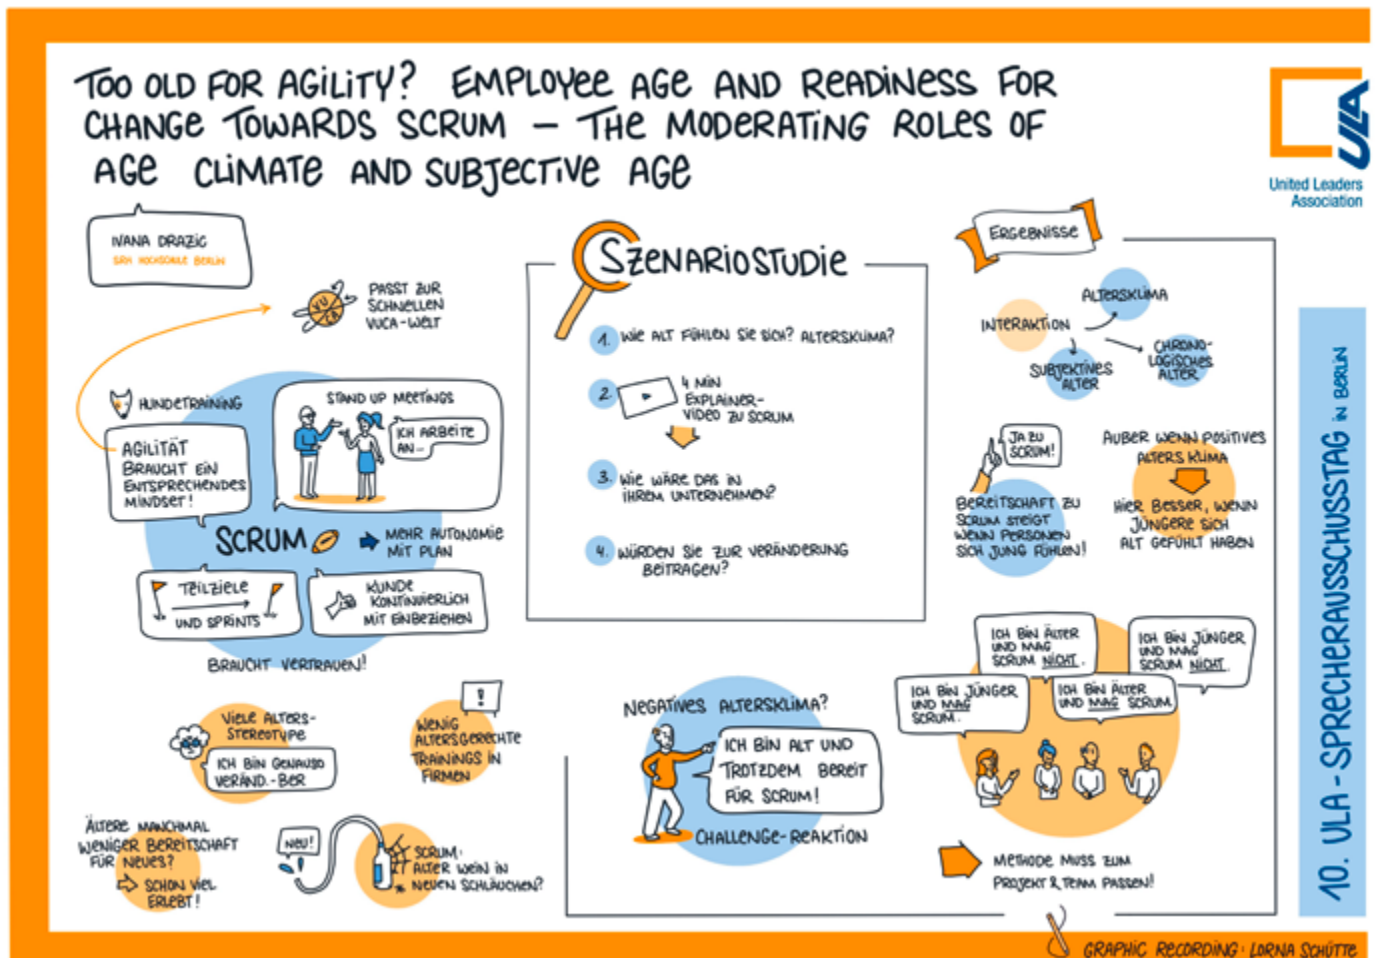 TOO OLD FOR AGILITY? EMPLOYEE AGE AND READINESS FOR
CHANGE TOWARDS SCRUM – THE MODERATING ROLES OF
AGE CLIMATE AND SUBJECTIVE AGE
ULA
United Leaders
Association
IVANA DRAZIC
SRH HOCHSCHULE BERLIN
VUCA
PASST ZUR
SCHNELLEN
VUCA-WELT
HUNDETRAINING
AGILITÄT
BRAUCHT EIN
ENTSPRECHENDES
MINDSET!
STAND UP MEETINGS
ICH ARBEITE
AN...
SCRUM
MEHR AUTONOMIE
MIT PLAN
TEILZIELE
UND SPRINTS
KUNDE
KONTINUIERLICH
MIT EINBEZIEHEN
BRAUCHT VERTRAUEN!
VIELE ALTERS-
STEREOTYPE
ICH BIN GENAUSO
VERÄND.-BER
!
WENIG
ALTERSGERECHTE
TRAININGS IN
FIRMEN
ÄLTERE MANCHMAL
WENIGER BEREITSCHAFT
FÜR NEUES?
SCHON VIEL
ERLEBT!
NEU!
SCRUM:
ALTER WEIN IN
NEUEN SCHLÄUCHEN?
SZENARIOSTUDIE
1. WIE ALT FÜHLEN SIE SICH? ALTERSKLIMA?
2. 4 MIN
EXPLAINER-
VIDEO ZU SCRUM
3. WIE WÄRE DAS IN
IHREM UNTERNEHMEN?
4. WÜRDEN SIE ZUR VERÄNDERUNG
BEITRAGEN?
ERGEBNISSE
ALTERSKLIMA
INTERAKTION
CHRONO-
LOGISCHES
ALTER
SUBJEKTIVES
ALTER
JA ZU
SCRUM!
BEREITSCHAFT ZU
SCRUM STEIGT
WENN PERSONEN
SICH JUNG FÜHLEN!
AUßER WENN POSITIVES
ALTERS KLIMA
HIER BESSER, WENN
JÜNGERE SICH
ALT GEFÜHLT HABEN
NEGATIVES ALTERSKLIMA?
ICH BIN ALT UND
TROTZDEM BEREIT
FÜR SCRUM!
CHALLENGE-REAKTION
ICH BIN ÄLTER
UND MAG
SCRUM NICHT.
ICH BIN JÜNGER
UND MAG
SCRUM NICHT.
ICH BIN JÜNGER
UND MAG
SCRUM.
ICH BIN ÄLTER
UND MAG SCRUM
METHODE MUSS ZUM
PROJEKT & TEAM PASSEN!
10. ULA-SPRECHERAUSSCHUSSTAG IN BERLIN
GRAPHIC RECORDING: LORNA SCHÜTTE